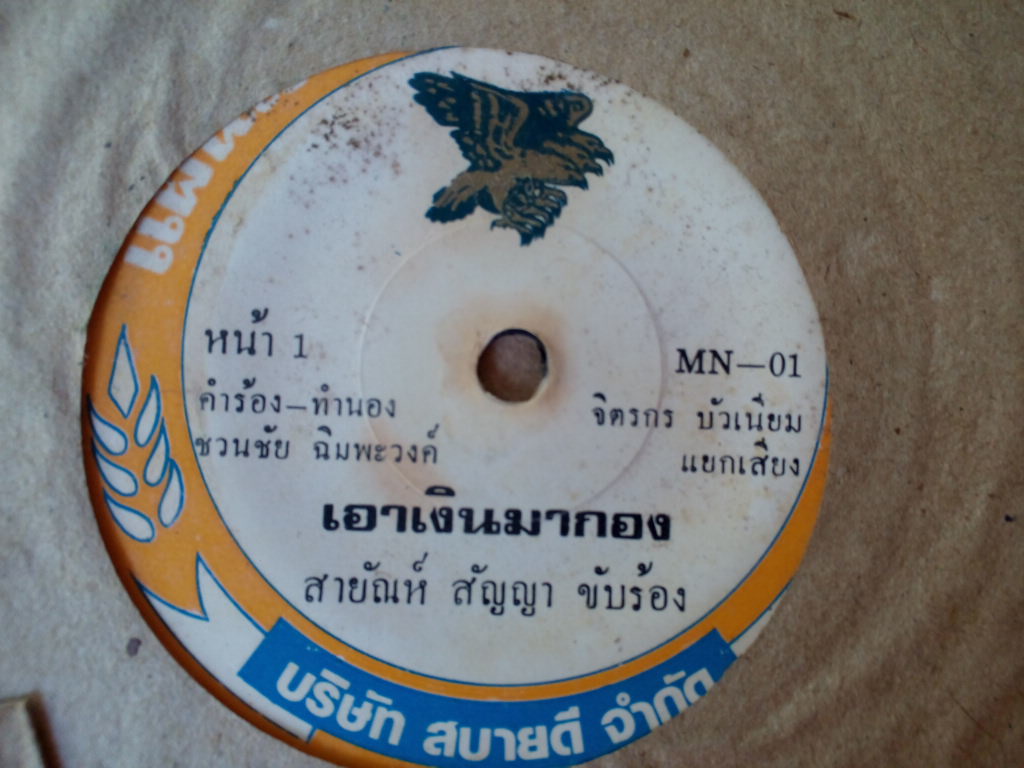 หน้า 1
MN—01
คำร้อง—ทำนอง
ชวนชัย ฉิมพะวงค์
จิตรกร บัวเนียม
แยกเสียง
เอาเงินมากอง
สายัณห์ สัญญา ขับร้อง
บริษัท สบายดี จำกัด